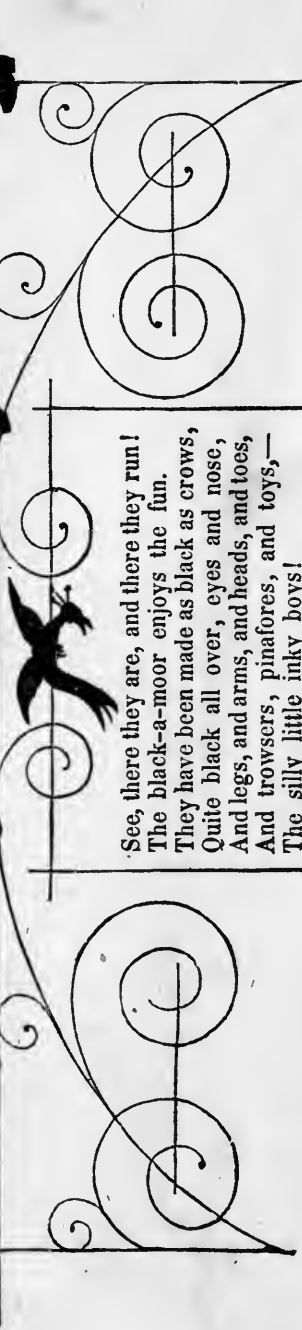 See, there they are, and there they run!
The black-a-moor enjoys the fun.
They have been made as black as crows,
Quite black all over, eyes and nose,
And legs, and arms, and heads, and toes,
And trowsers, pinafores, and toys,—
The silly little inky boys!